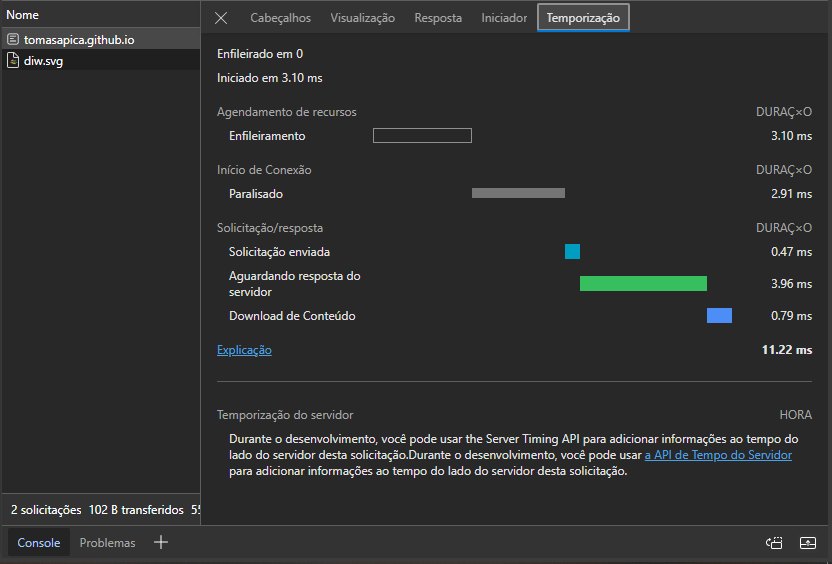 Nome
tomasapica.github.io
diw.svg
2 solicitações 102 B transferidos
Cabeçalhos Visualização Resposta Iniciador Temporização
Enfileirado em 0
Iniciado em 3.10 ms
Agendamento de recursos DURAÇ×O
Enfileiramento 3.10 ms
Início de Conexão DURAÇ×O
Paralisado 2.91 ms
Solicitação/resposta DURAÇ×O
Solicitação enviada 0.47 ms
Aguardando resposta do
servidor 3.96 ms
Download de Conteúdo 0.79 ms
Explicação 11.22 ms
Temporização do servidor HORA
Durante o desenvolvimento, você pode usar the Server Timing API para adicionar informações ao tempo do
lado do servidor desta solicitação.Durante o desenvolvimento, você pode usar a API de Tempo do Servidor
para adicionar informações ao tempo do lado do servidor desta solicitação.
Console Problemas